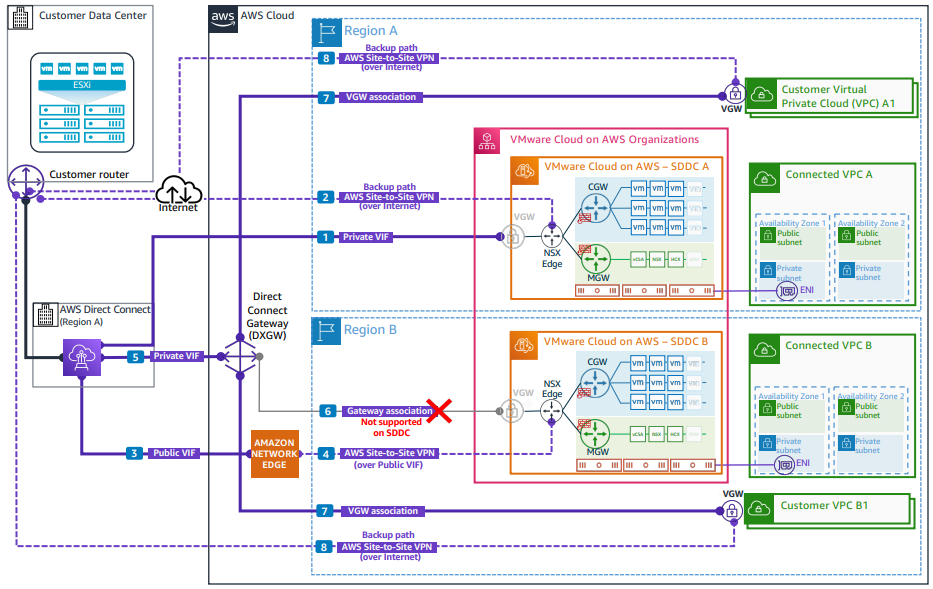 Customer Data Center
aws
AWS Cloud
Region A
vm vm vm vm vm
ESXi
Backup path
8 AWS Site-to-Site VPN
(over Internet)
7 VGW association
VGW
Customer Virtual
Private Cloud (VPC) A1
VMware Cloud on AWS Organizations
VMware Cloud on AWS – SDDC A
Customer router
Internet
Backup path
2 AWS Site-to-Site VPN
(over Internet)
1 Private VIF
VGW
NSX
Edge
CGW
vm vm vm
vm vm vm
vm vm vm
MGW
vCSA NSX HCX
Connected VPC A
Availability Zone 1
Public
subnet
Private
subnet
Availability Zone 2
Public
subnet
Private
subnet
ENI
AWS Direct Connect
(Region A)
Direct
Connect
Gateway
(DXGW)
5 Private VIF
Region B
VMware Cloud on AWS – SDDC B
6 Gateway association
Not supported
on SDDC
VGW
NSX
Edge
CGW
vm vm vm
vm vm vm
vm vm vm
MGW
vCSA NSX HCX
Connected VPC B
Availability Zone 1
Public
subnet
Private
subnet
Availability Zone 2
Public
subnet
Private
subnet
ENI
3 Public VIF
AMAZON
NETWORK
EDGE
4 AWS Site-to-Site VPN
(over Public VIF)
7 VGW association
VGW
Customer VPC B1
Backup path
8 AWS Site-to-Site VPN
(over Internet)